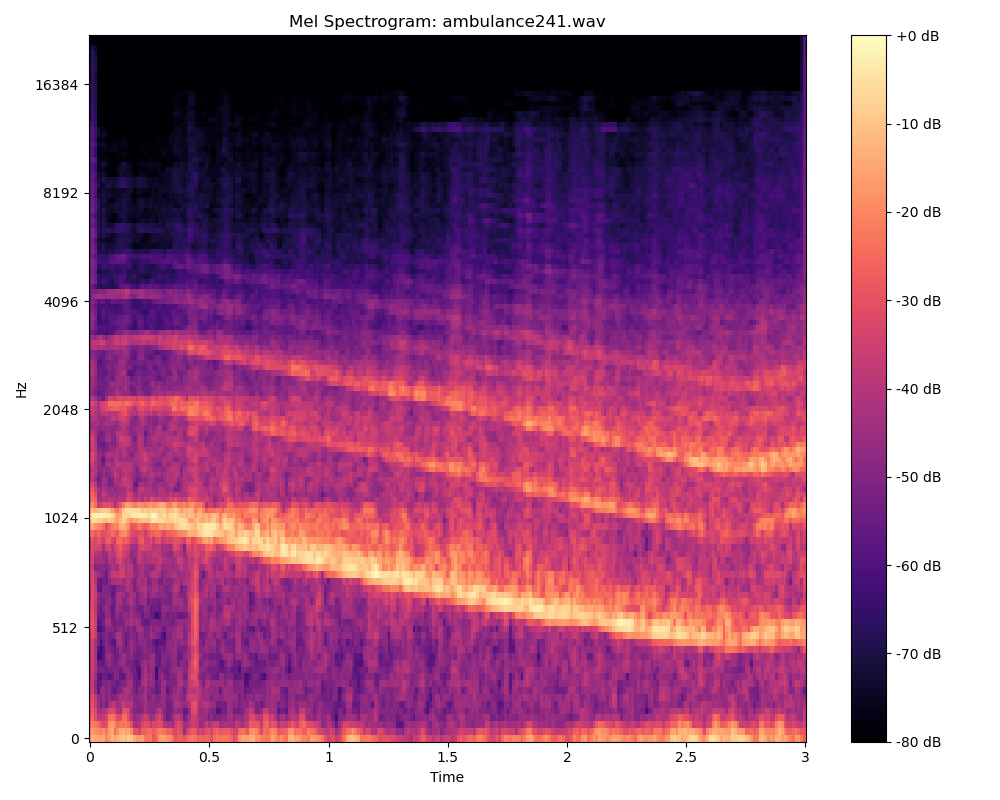 Mel Spectrogram: ambulance241.wav
Hz
16384
8192
4096
2048
1024
512
0
0
0.5
1
1.5
2
2.5
3
Time
+0 dB
-10 dB
-20 dB
-30 dB
-40 dB
-50 dB
-60 dB
-70 dB
-80 dB